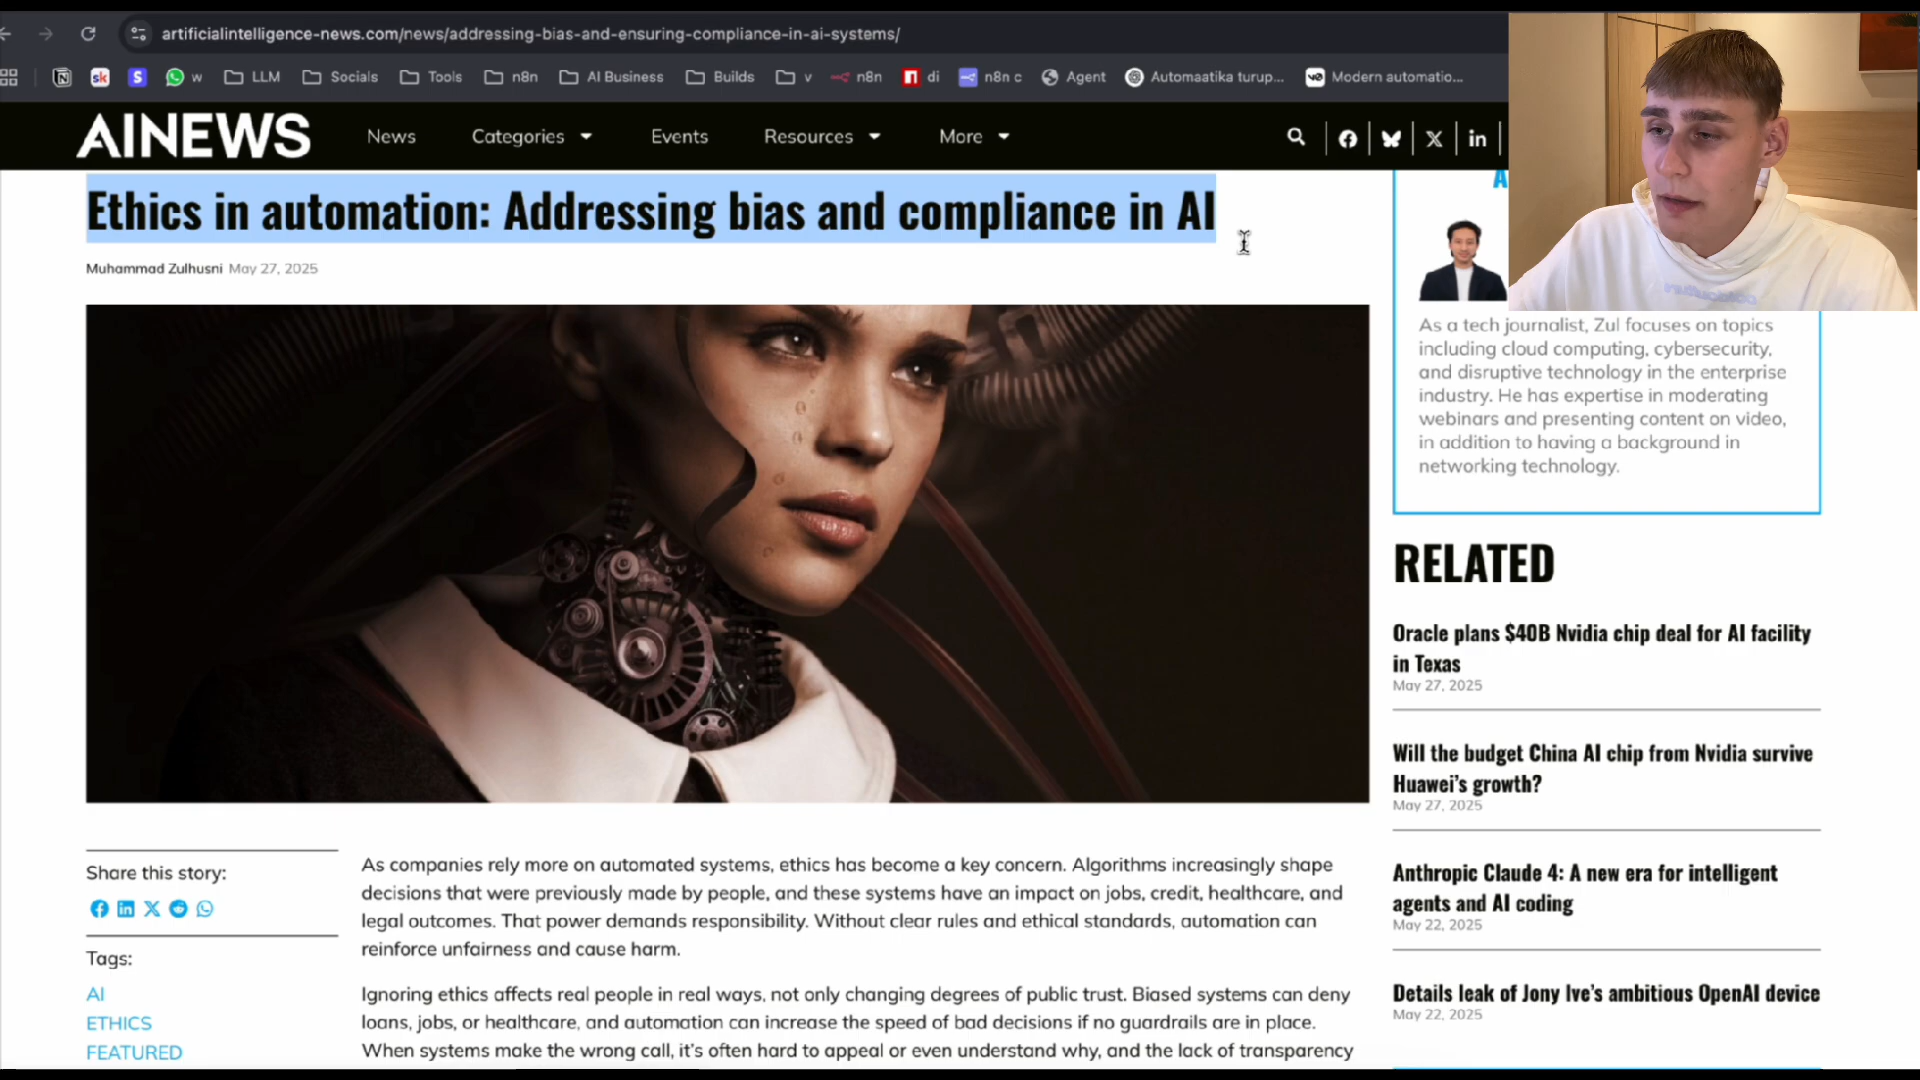 artificialintelligence-news.com/news/addressing-bias-and-ensuring-compliance-in-ai-systems/
sk S w LLM Socials Tools n8n AI Business Builds v n8n di n8n c Agent Automaatika turup... Modern automatio...
AINEWS News Categories Events Resources More
Ethics in automation: Addressing bias and compliance in AI
Muhammad Zulhusni May 27, 2025
As a tech journalist, Zul focuses on topics
including cloud computing, cybersecurity,
and disruptive technology in the enterprise
industry. He has expertise in moderating
webinars and presenting content on video,
in addition to having a background in
networking technology.
RELATED
Oracle plans $40B Nvidia chip deal for AI facility
in Texas
May 27, 2025
Will the budget China AI chip from Nvidia survive
Huawei's growth?
May 27, 2025
Anthropic Claude 4: A new era for intelligent
agents and AI coding
May 22, 2025
Details leak of Jony Ive's ambitious OpenAI device
May 22, 2025
Share this story:
Tags:
AI
ETHICS
FEATURED
As companies rely more on automated systems, ethics has become a key concern. Algorithms increasingly shape
decisions that were previously made by people, and these systems have an impact on jobs, credit, healthcare, and
legal outcomes. That power demands responsibility. Without clear rules and ethical standards, automation can
reinforce unfairness and cause harm.
Ignoring ethics affects real people in real ways, not only changing degrees of public trust. Biased systems can deny
loans, jobs, or healthcare, and automation can increase the speed of bad decisions if no guardrails are in place.
When systems make the wrong call, it's often hard to appeal or even understand why, and the lack of transparency